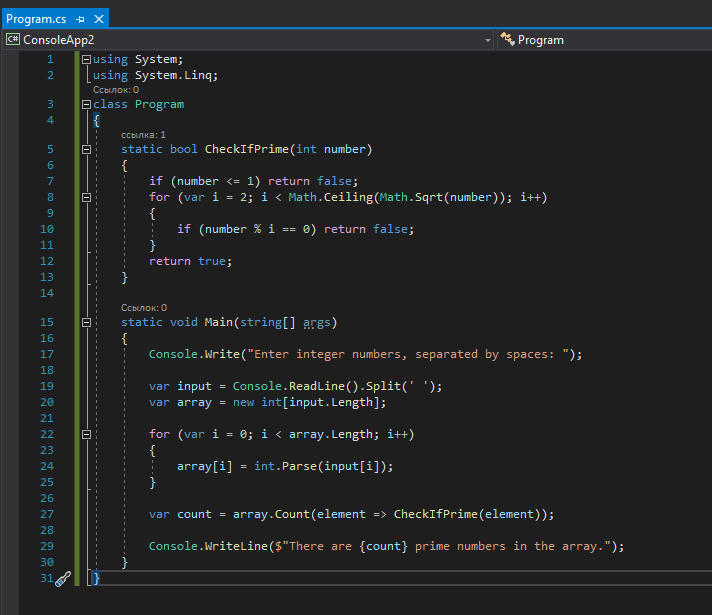 Program.cs
C# ConsoleApp2 Program
1 using System;
2 using System.Linq;
Ссылок: 0
3 class Program
4 {
ссылка: 1
5 static bool CheckIfPrime(int number)
6 {
7 if (number <= 1) return false;
8 for (var i = 2; i < Math.Ceiling(Math.Sqrt(number)); i++)
9 {
10 if (number % i == 0) return false;
11 }
12 return true;
13 }
14
Ссылок: 0
15 static void Main(string[] args)
16 {
17 Console.Write("Enter integer numbers, separated by spaces: ");
18
19 var input = Console.ReadLine().Split(' ');
20 var array = new int[input.Length];
21
22 for (var i = 0; i < array.Length; i++)
23 {
24 array[i] = int.Parse(input[i]);
25 }
26
27 var count = array.Count(element => CheckIfPrime(element));
28
29 Console.WriteLine($"There are {count} prime numbers in the array.");
30 }
31 }